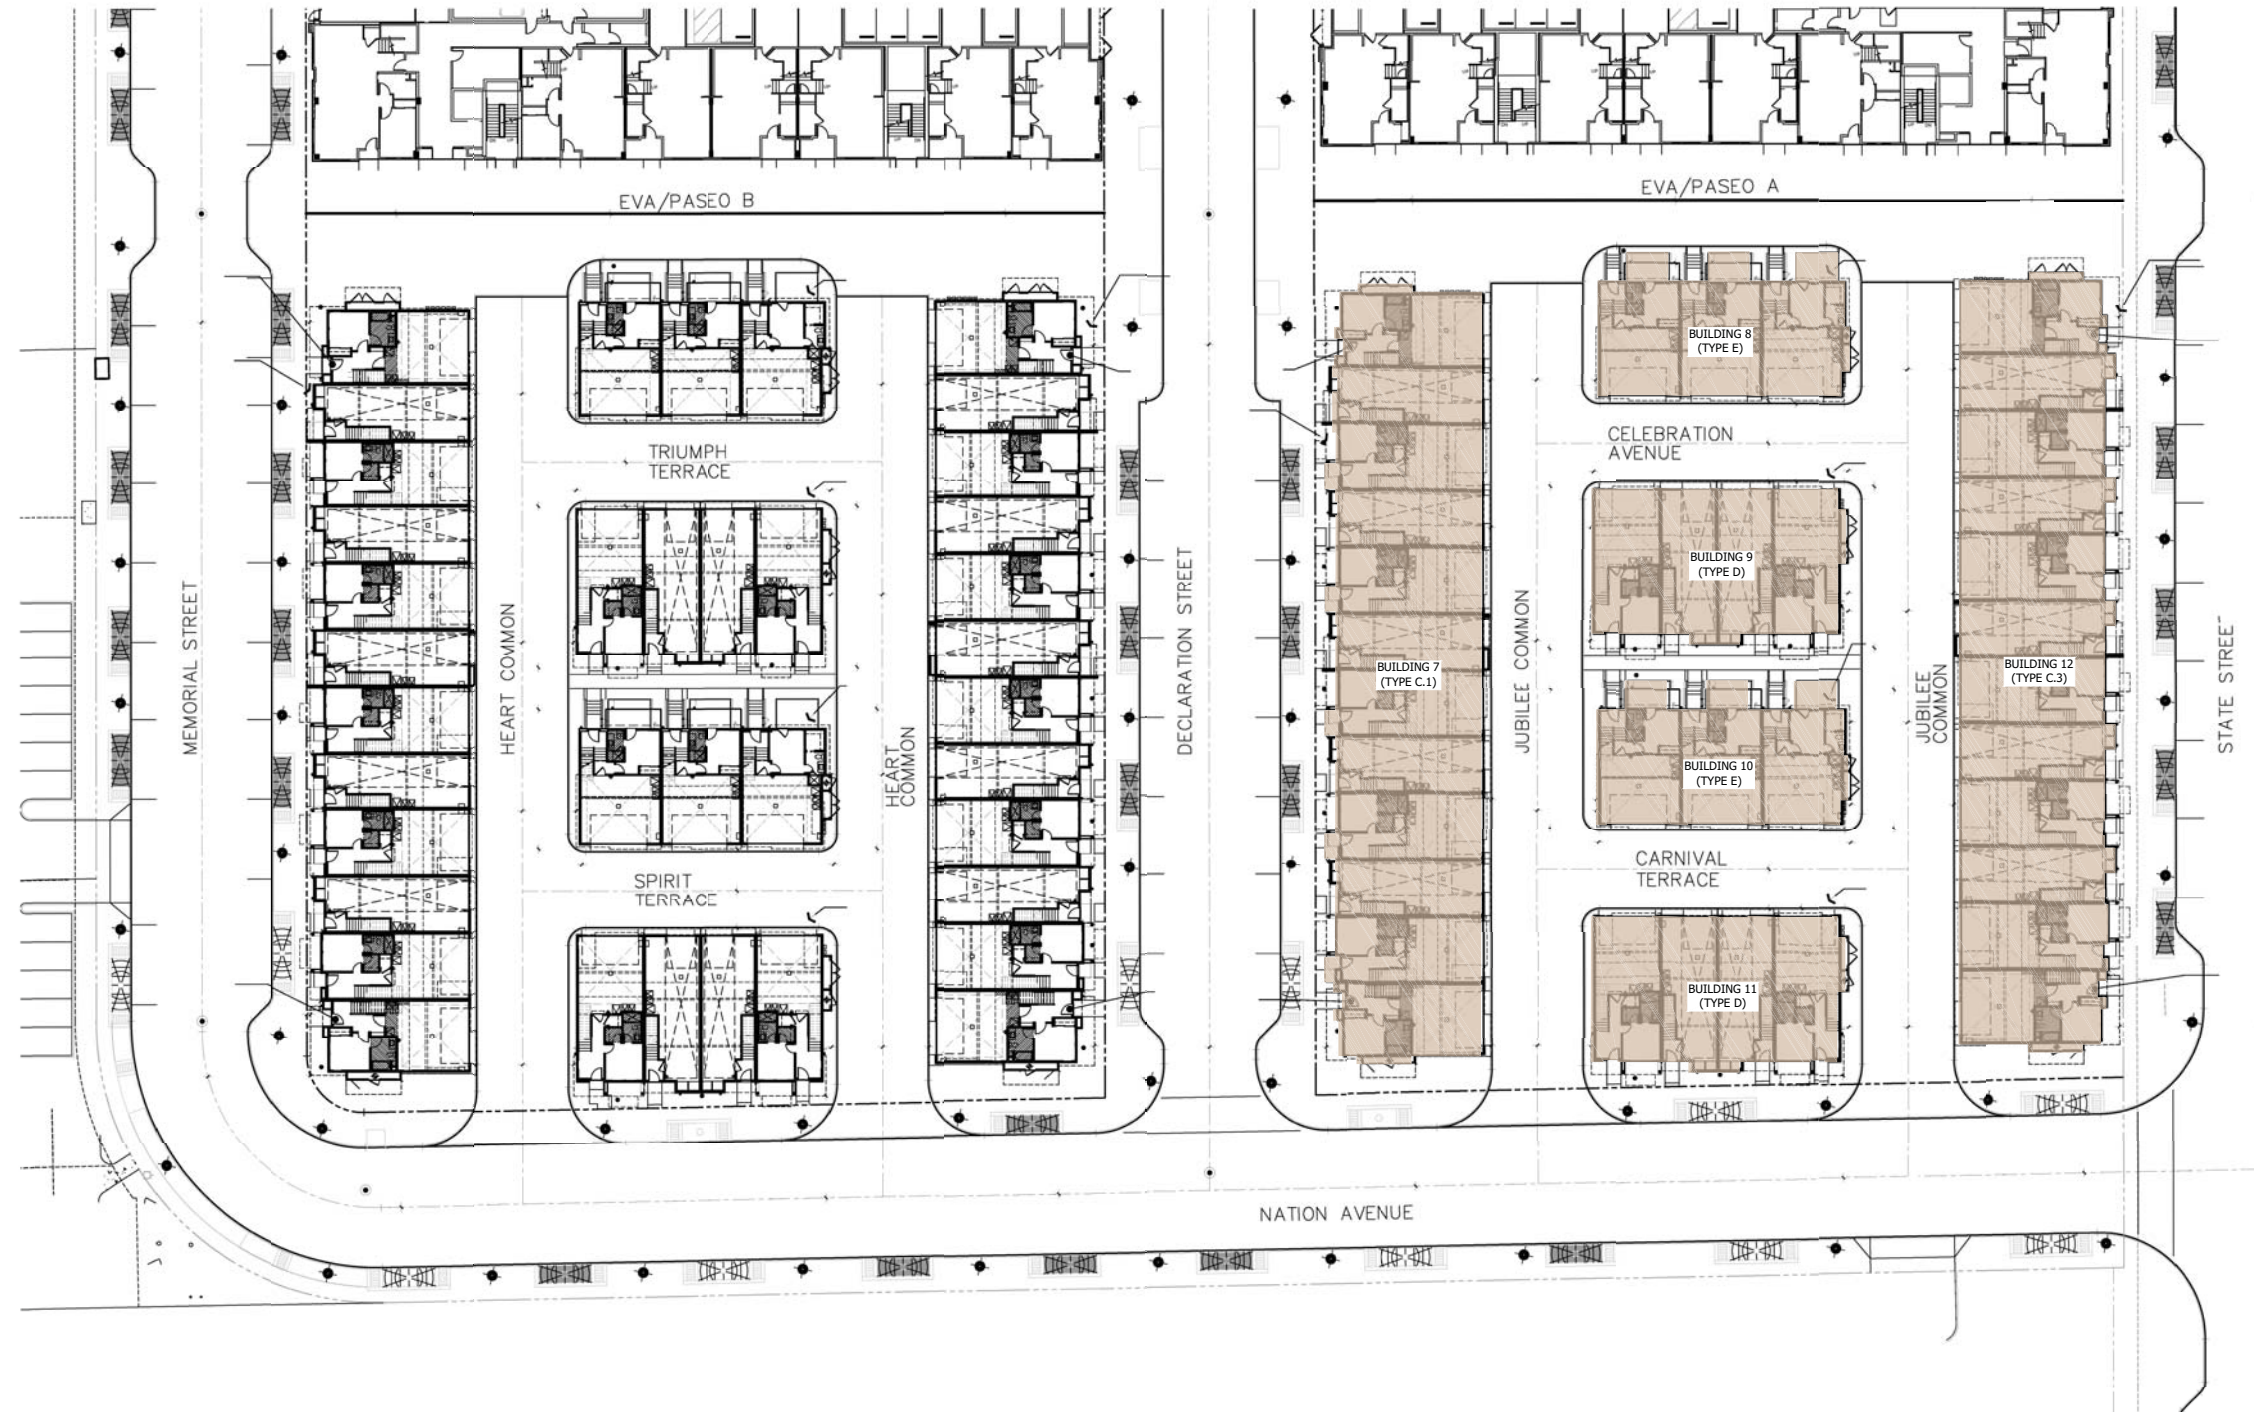 EVA/PASEO B
EVA/PASEO A
BUILDING 8
(TYPE E)
TRIUMPH
TERRACE
CELEBRATION
AVENUE
MEMORIAL STREET
HEART COMMON
HEART
COMMON
DECLARATION STREET
BUILDING 7
(TYPE C.1)
JUBILEE COMMON
BUILDING 9
(TYPE D)
BUILDING 10
(TYPE E)
JUBILEE
COMMON
BUILDING 12
(TYPE C.3)
STATE STREET
SPIRIT
TERRACE
CARNIVAL
TERRACE
BUILDING 11
(TYPE D)
NATION AVENUE